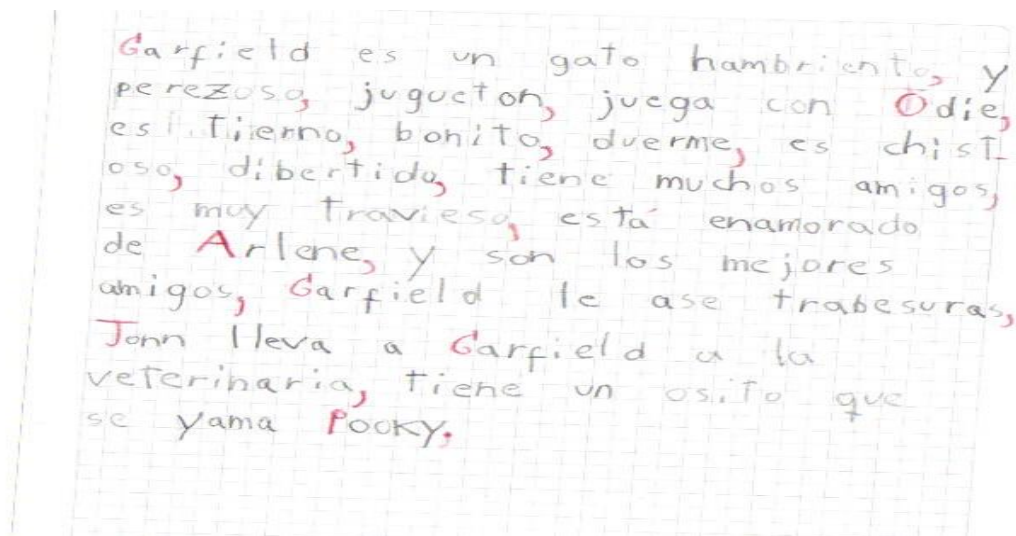 Garfield es un gato hambriento, y
perezoso, jugueton, juega con Odie,
es tierno, bonito, duerme, es chist
oso, dibertido, tiene muchos amigos,
es muy travieso, está enamorado
de Arlene, y son los mejores
amigos, Garfield le ase trabesuras,
Jonn lleva a Garfield a la
veterinaria, tiene un osito que
se yama Pooky.